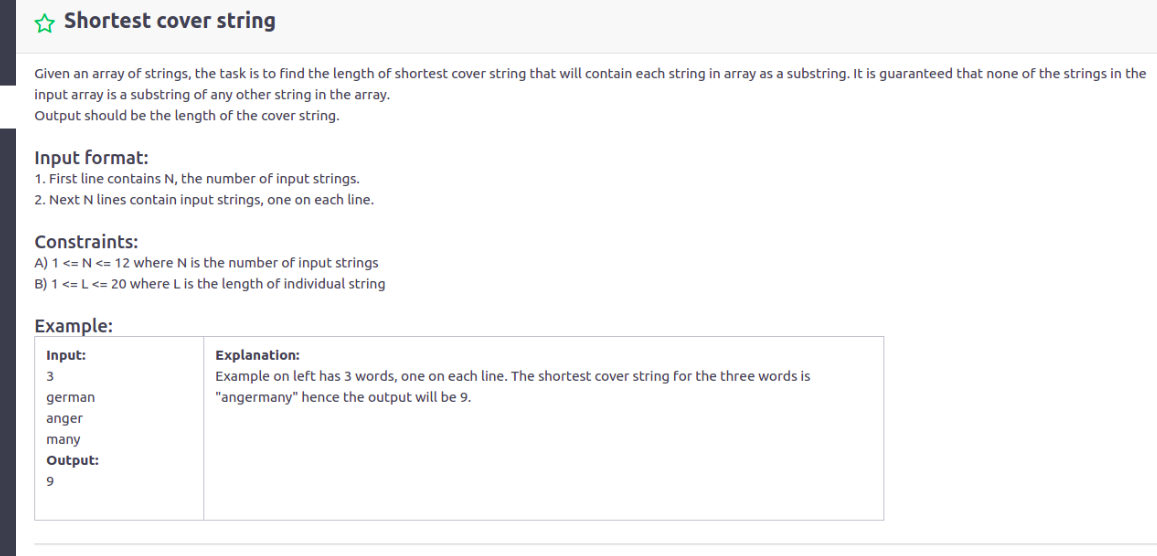 Shortest cover string
Given an array of strings, the task is to find the length of shortest cover string that will contain each string in array as a substring. It is guaranteed that none of the strings in the
input array is a substring of any other string in the array.
Output should be the length of the cover string.
Input format:
1. First line contains N, the number of input strings.
2. Next N lines contain input strings, one on each line.
Constraints:
A) 1 <= N <= 12 where N is the number of input strings
B) 1 <= L <= 20 where L is the length of individual string
Example:
Input:
3
german
anger
many
Output:
9
Explanation:
Example on left has 3 words, one on each line. The shortest cover string for the three words is
"angermany" hence the output will be 9.